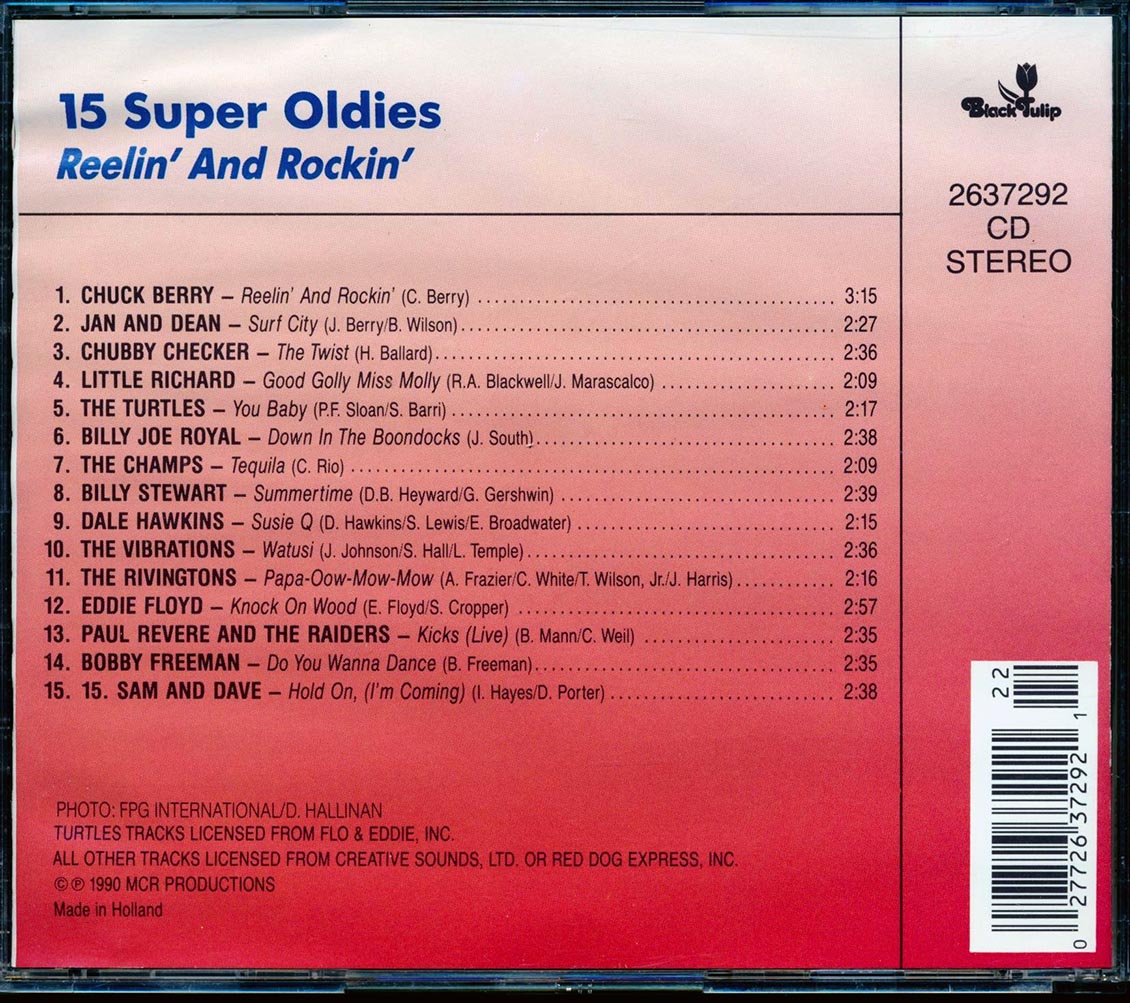 15 Super Oldies
Reelin' And Rockin'
Black Tulip
2637292
CD
STEREO
1. CHUCK BERRY – Reelin' And Rockin' (C. Berry) 3:15
2. JAN AND DEAN – Surf City (J. Berry/B. Wilson) 2:27
3. CHUBBY CHECKER – The Twist (H. Ballard) 2:36
4. LITTLE RICHARD – Good Golly Miss Molly (R.A. Blackwell/J. Marascalco) 2:09
5. THE TURTLES – You Baby (P.F. Sloan/S. Barri) 2:17
6. BILLY JOE ROYAL – Down In The Boondocks (J. South) 2:38
7. THE CHAMPS – Tequila (C. Rio) 2:09
8. BILLY STEWART – Summertime (D.B. Heyward/G. Gershwin) 2:39
9. DALE HAWKINS – Susie Q (D. Hawkins/S. Lewis/E. Broadwater) 2:15
10. THE VIBRATIONS – Watusi (J. Johnson/S. Hall/L. Temple) 2:36
11. THE RIVINGTONS – Papa-Oow-Mow-Mow (A. Frazier/C. White/T. Wilson, Jr./J. Harris) 2:16
12. EDDIE FLOYD – Knock On Wood (E. Floyd/S. Cropper) 2:57
13. PAUL REVERE AND THE RAIDERS – Kicks (Live) (B. Mann/C. Weil) 2:35
14. BOBBY FREEMAN – Do You Wanna Dance (B. Freeman) 2:35
15. 15. SAM AND DAVE – Hold On, (I'm Coming) (I. Hayes/D. Porter) 2:38
PHOTO: FPG INTERNATIONAL/D. HALLINAN
TURTLES TRACKS LICENSED FROM FLO & EDDIE, INC.
ALL OTHER TRACKS LICENSED FROM CREATIVE SOUNDS, LTD. OR RED DOG EXPRESS, INC.
© ℗ 1990 MCR PRODUCTIONS
Made in Holland
22
0 27726 37292 1